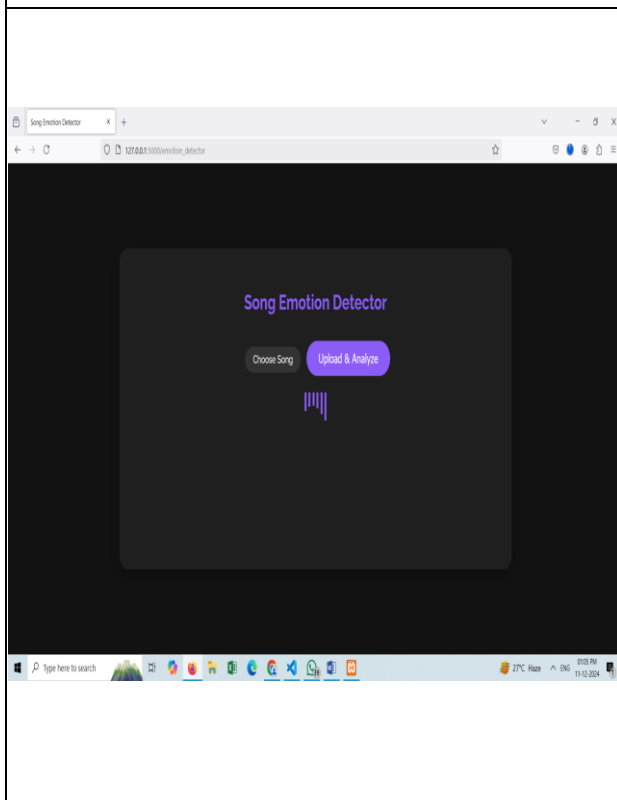 Song Emotion Detector
127.0.0.1:5000/emotion_detector
Song Emotion Detector
Choose Song
Upload & Analyze
Type here to search
27°C Haze
ENG
01:05 PM
11-12-2024